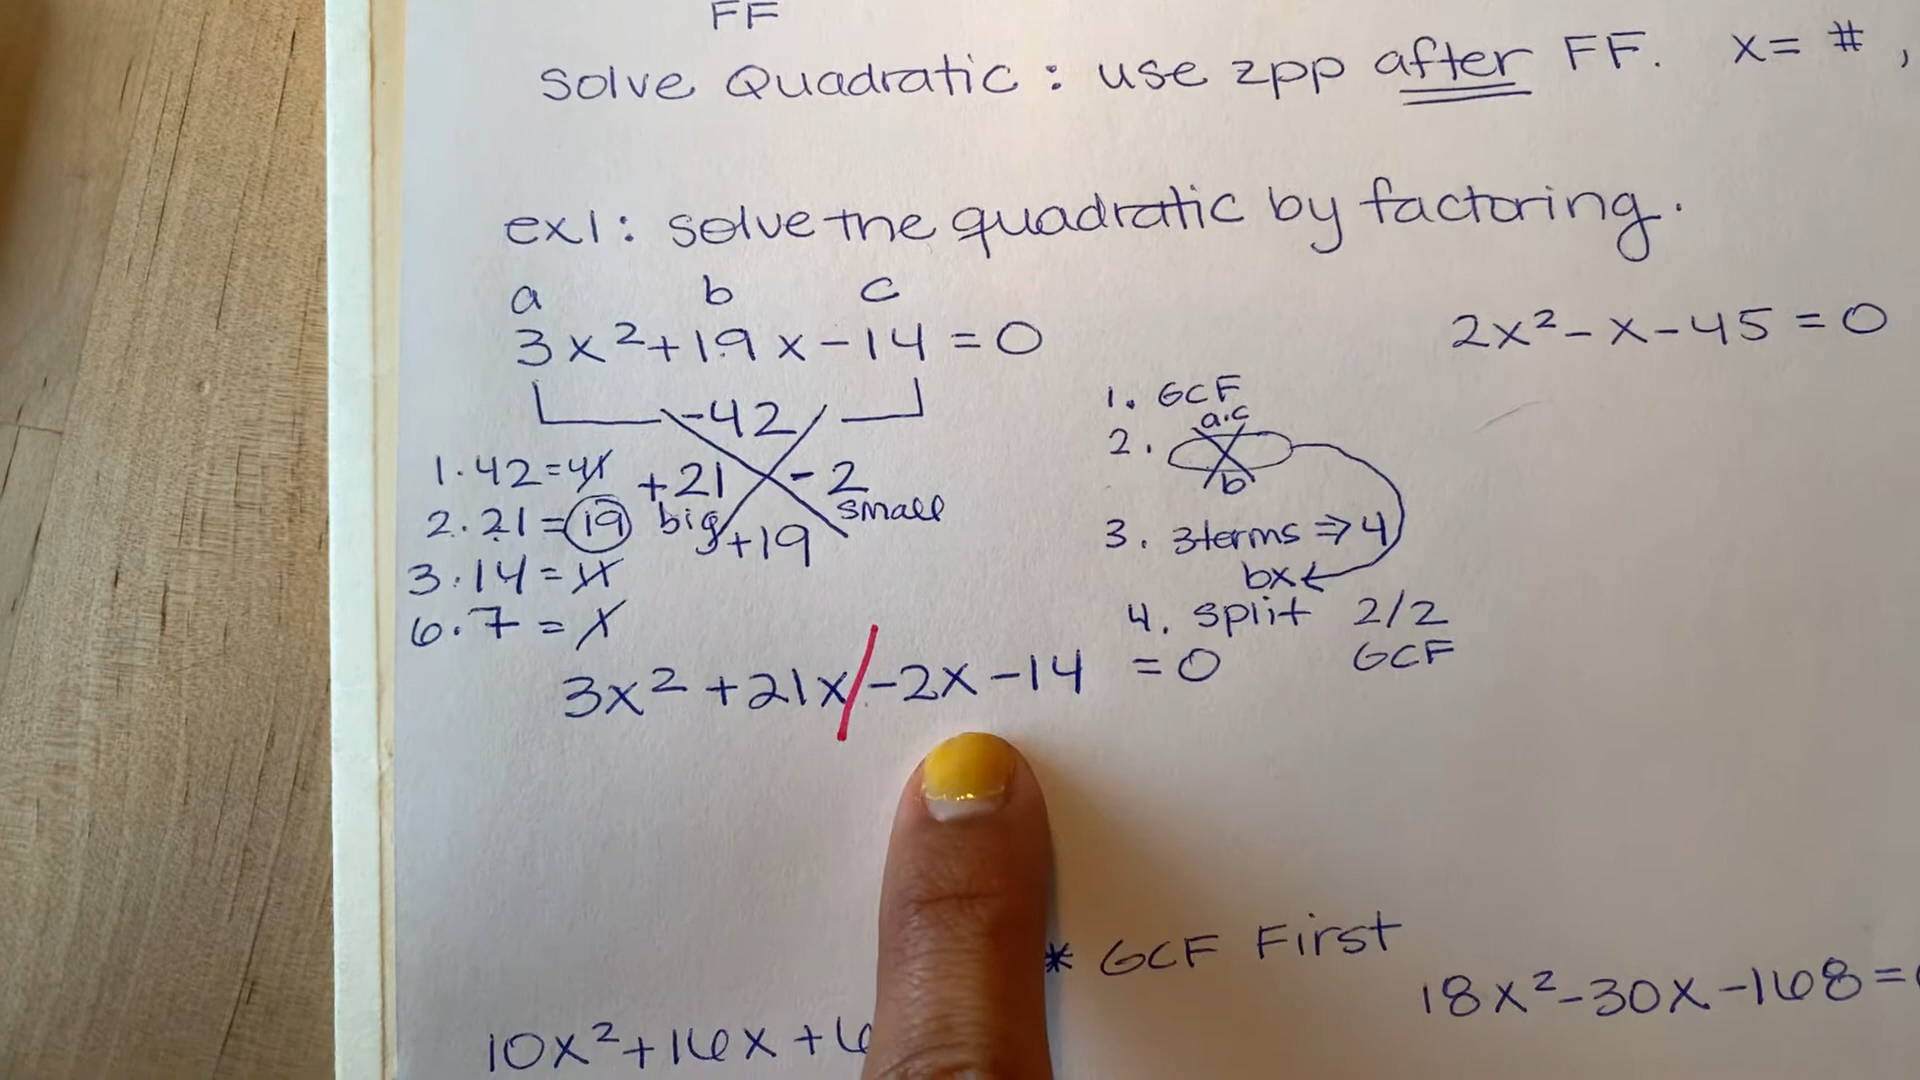 FF
Solve Quadratic : use zpp after FF. x = # ,
ex1 : solve the quadratic by factoring.
a b c
3x²+19x-14=0
-42
1.42=41
+21 -2
2.21=19
big small
+19
3.14=11
6.7=1
3x²+21x/-2x-14 =0
2x²-x-45=0
1. GCF
a.c
2.
b
3. 3terms ⇒ 4
bx←
4. split 2/2
GCF
* GCF First
10x²+16x+6
18x²-30x-168=